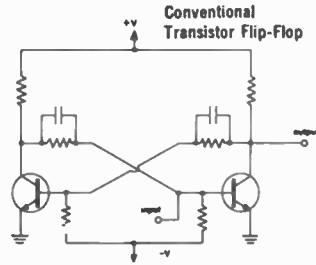 Conventional
Transistor Flip-Flop
+V
output
input
-V